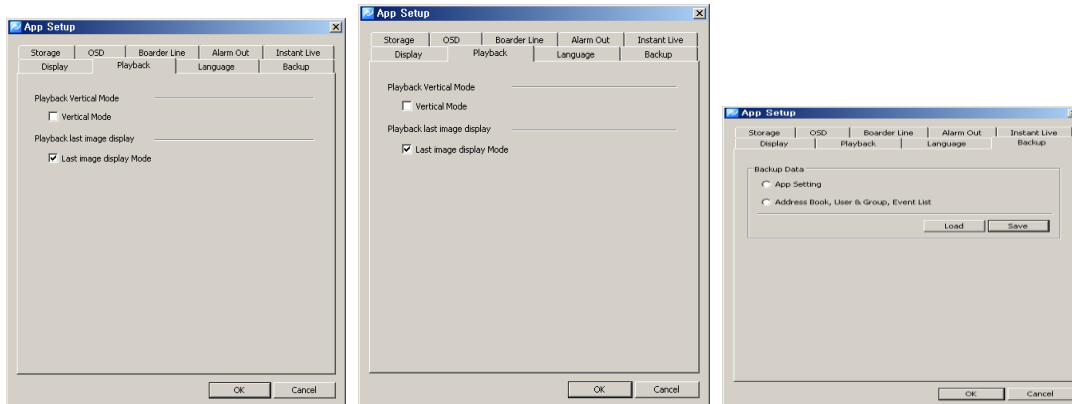 App Setup
Storage OSD Boarder Line Alarm Out Instant Live
Display Playback Language Backup
Playback Vertical Mode
Vertical Mode
Playback last image display
Last image display Mode
OK Cancel
App Setup
Storage OSD Boarder Line Alarm Out Instant Live
Display Playback Language Backup
Playback Vertical Mode
Vertical Mode
Playback last image display
Last image display Mode
OK Cancel
App Setup
Storage OSD Boarder Line Alarm Out Instant Live
Display Playback Language Backup
Backup Data
App Setting
Address Book, User & Group, Event List
Load Save
OK Cancel